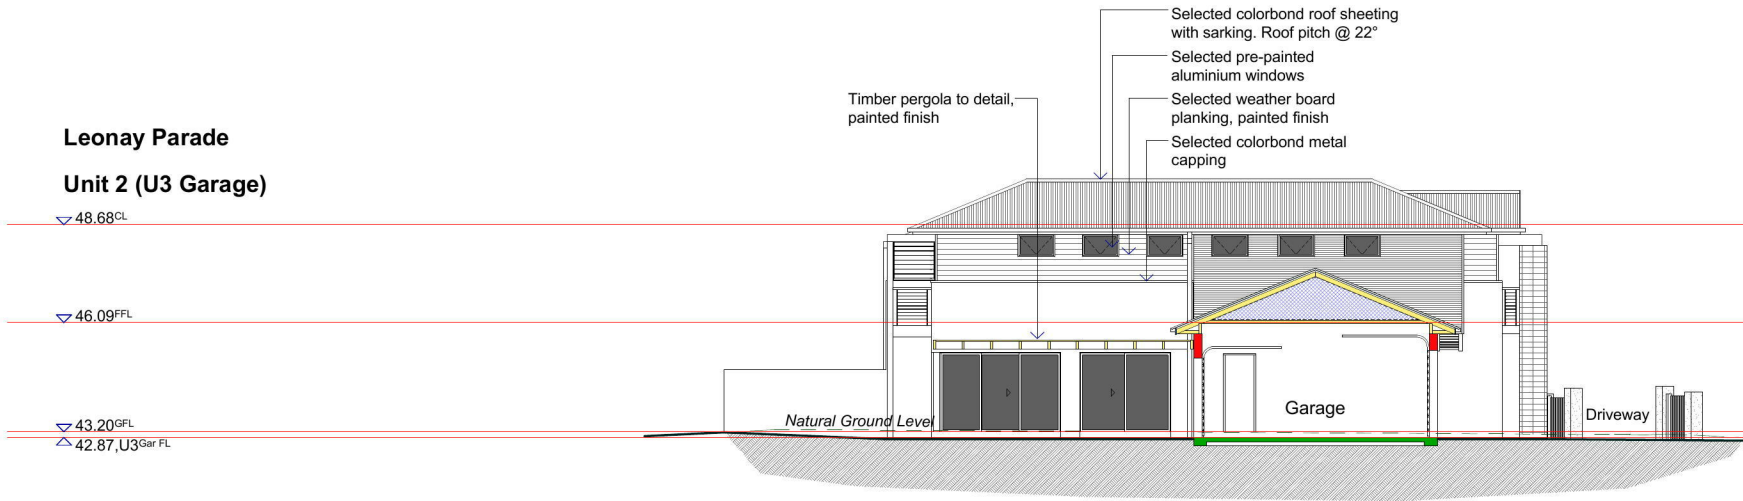 Selected colorbond roof sheeting
with sarking. Roof pitch @ 22°
Selected pre-painted
aluminium windows
Timber pergola to detail,
painted finish
Selected weather board
planking, painted finish
Selected colorbond metal
capping
Leonay Parade
Unit 2 (U3 Garage)
48.68CL
46.09FFL
43.20GFL
42.87,U3Gar FL
Natural Ground Level
Garage
Driveway